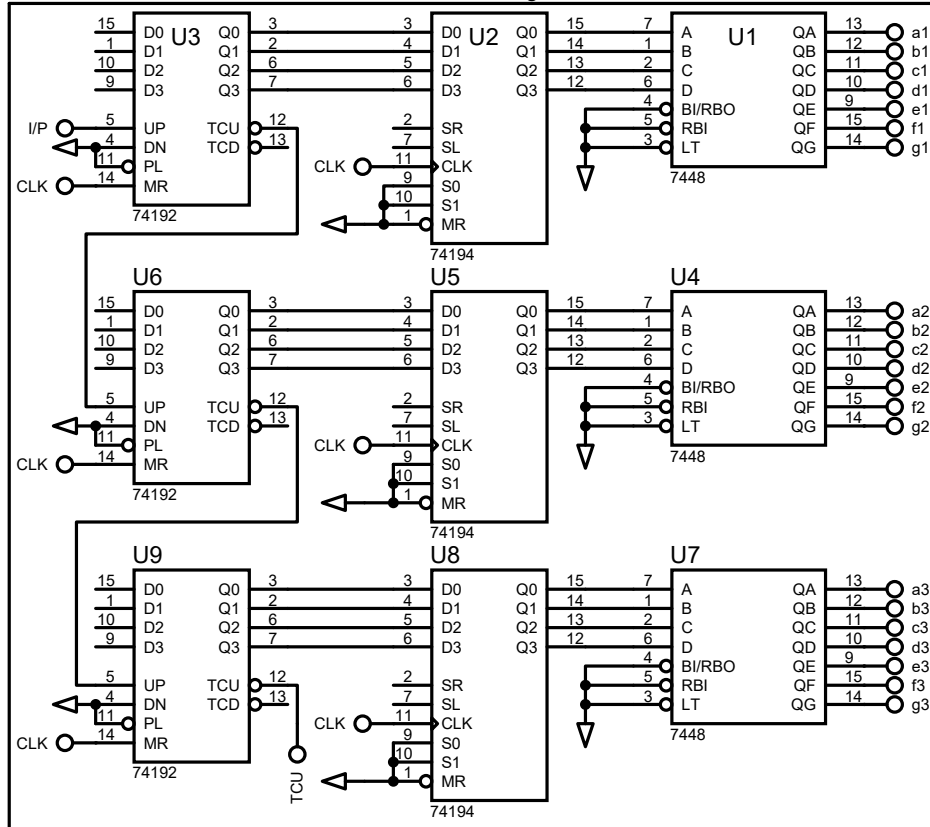 U3
15 D0 Q0 3
1 D1 Q1 2
10 D2 Q2 6
9 D3 Q3 7
I/P 5 UP TCU 12
4 DN TCD 13
11 PL
CLK 14 MR
74192
U2
3 D0 Q0 15
4 D1 Q1 14
5 D2 Q2 13
6 D3 Q3 12
2 SR
7 SL
CLK 11 CLK
9 S0
10 S1
1 MR
74194
U1
7 A QA 13 a1
1 B QB 12 b1
2 C QC 11 c1
6 D QD 10 d1
4 BI/RBO QE 9 e1
5 RBI QF 15 f1
3 LT QG 14 g1
7448
U6
15 D0 Q0 3
1 D1 Q1 2
10 D2 Q2 6
9 D3 Q3 7
5 UP TCU 12
4 DN TCD 13
11 PL
CLK 14 MR
74192
U5
3 D0 Q0 15
4 D1 Q1 14
5 D2 Q2 13
6 D3 Q3 12
2 SR
7 SL
CLK 11 CLK
9 S0
10 S1
1 MR
74194
U4
7 A QA 13 a2
1 B QB 12 b2
2 C QC 11 c2
6 D QD 10 d2
4 BI/RBO QE 9 e2
5 RBI QF 15 f2
3 LT QG 14 g2
7448
U9
15 D0 Q0 3
1 D1 Q1 2
10 D2 Q2 6
9 D3 Q3 7
5 UP TCU 12
4 DN TCD 13
11 PL
CLK 14 MR
74192
TCU
U8
3 D0 Q0 15
4 D1 Q1 14
5 D2 Q2 13
6 D3 Q3 12
2 SR
7 SL
CLK 11 CLK
9 S0
10 S1
1 MR
74194
U7
7 A QA 13 a3
1 B QB 12 b3
2 C QC 11 c3
6 D QD 10 d3
4 BI/RBO QE 9 e3
5 RBI QF 15 f3
3 LT QG 14 g3
7448